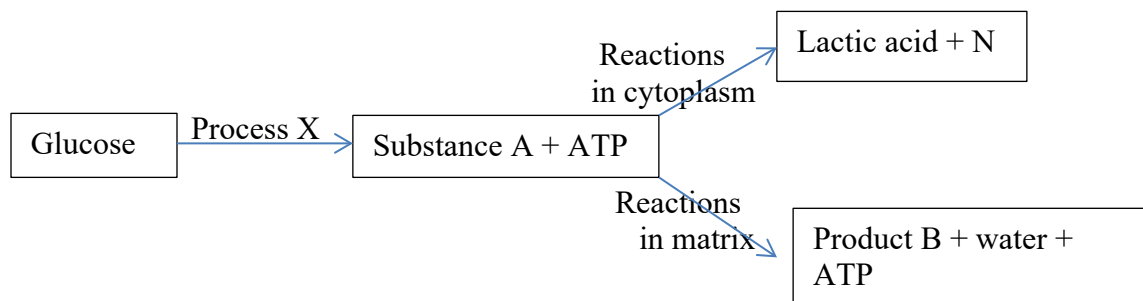 Glucose
Process X
Substance A + ATP
Reactions
in cytoplasm
Lactic acid + N
Reactions
in matrix
Product B + water +
ATP